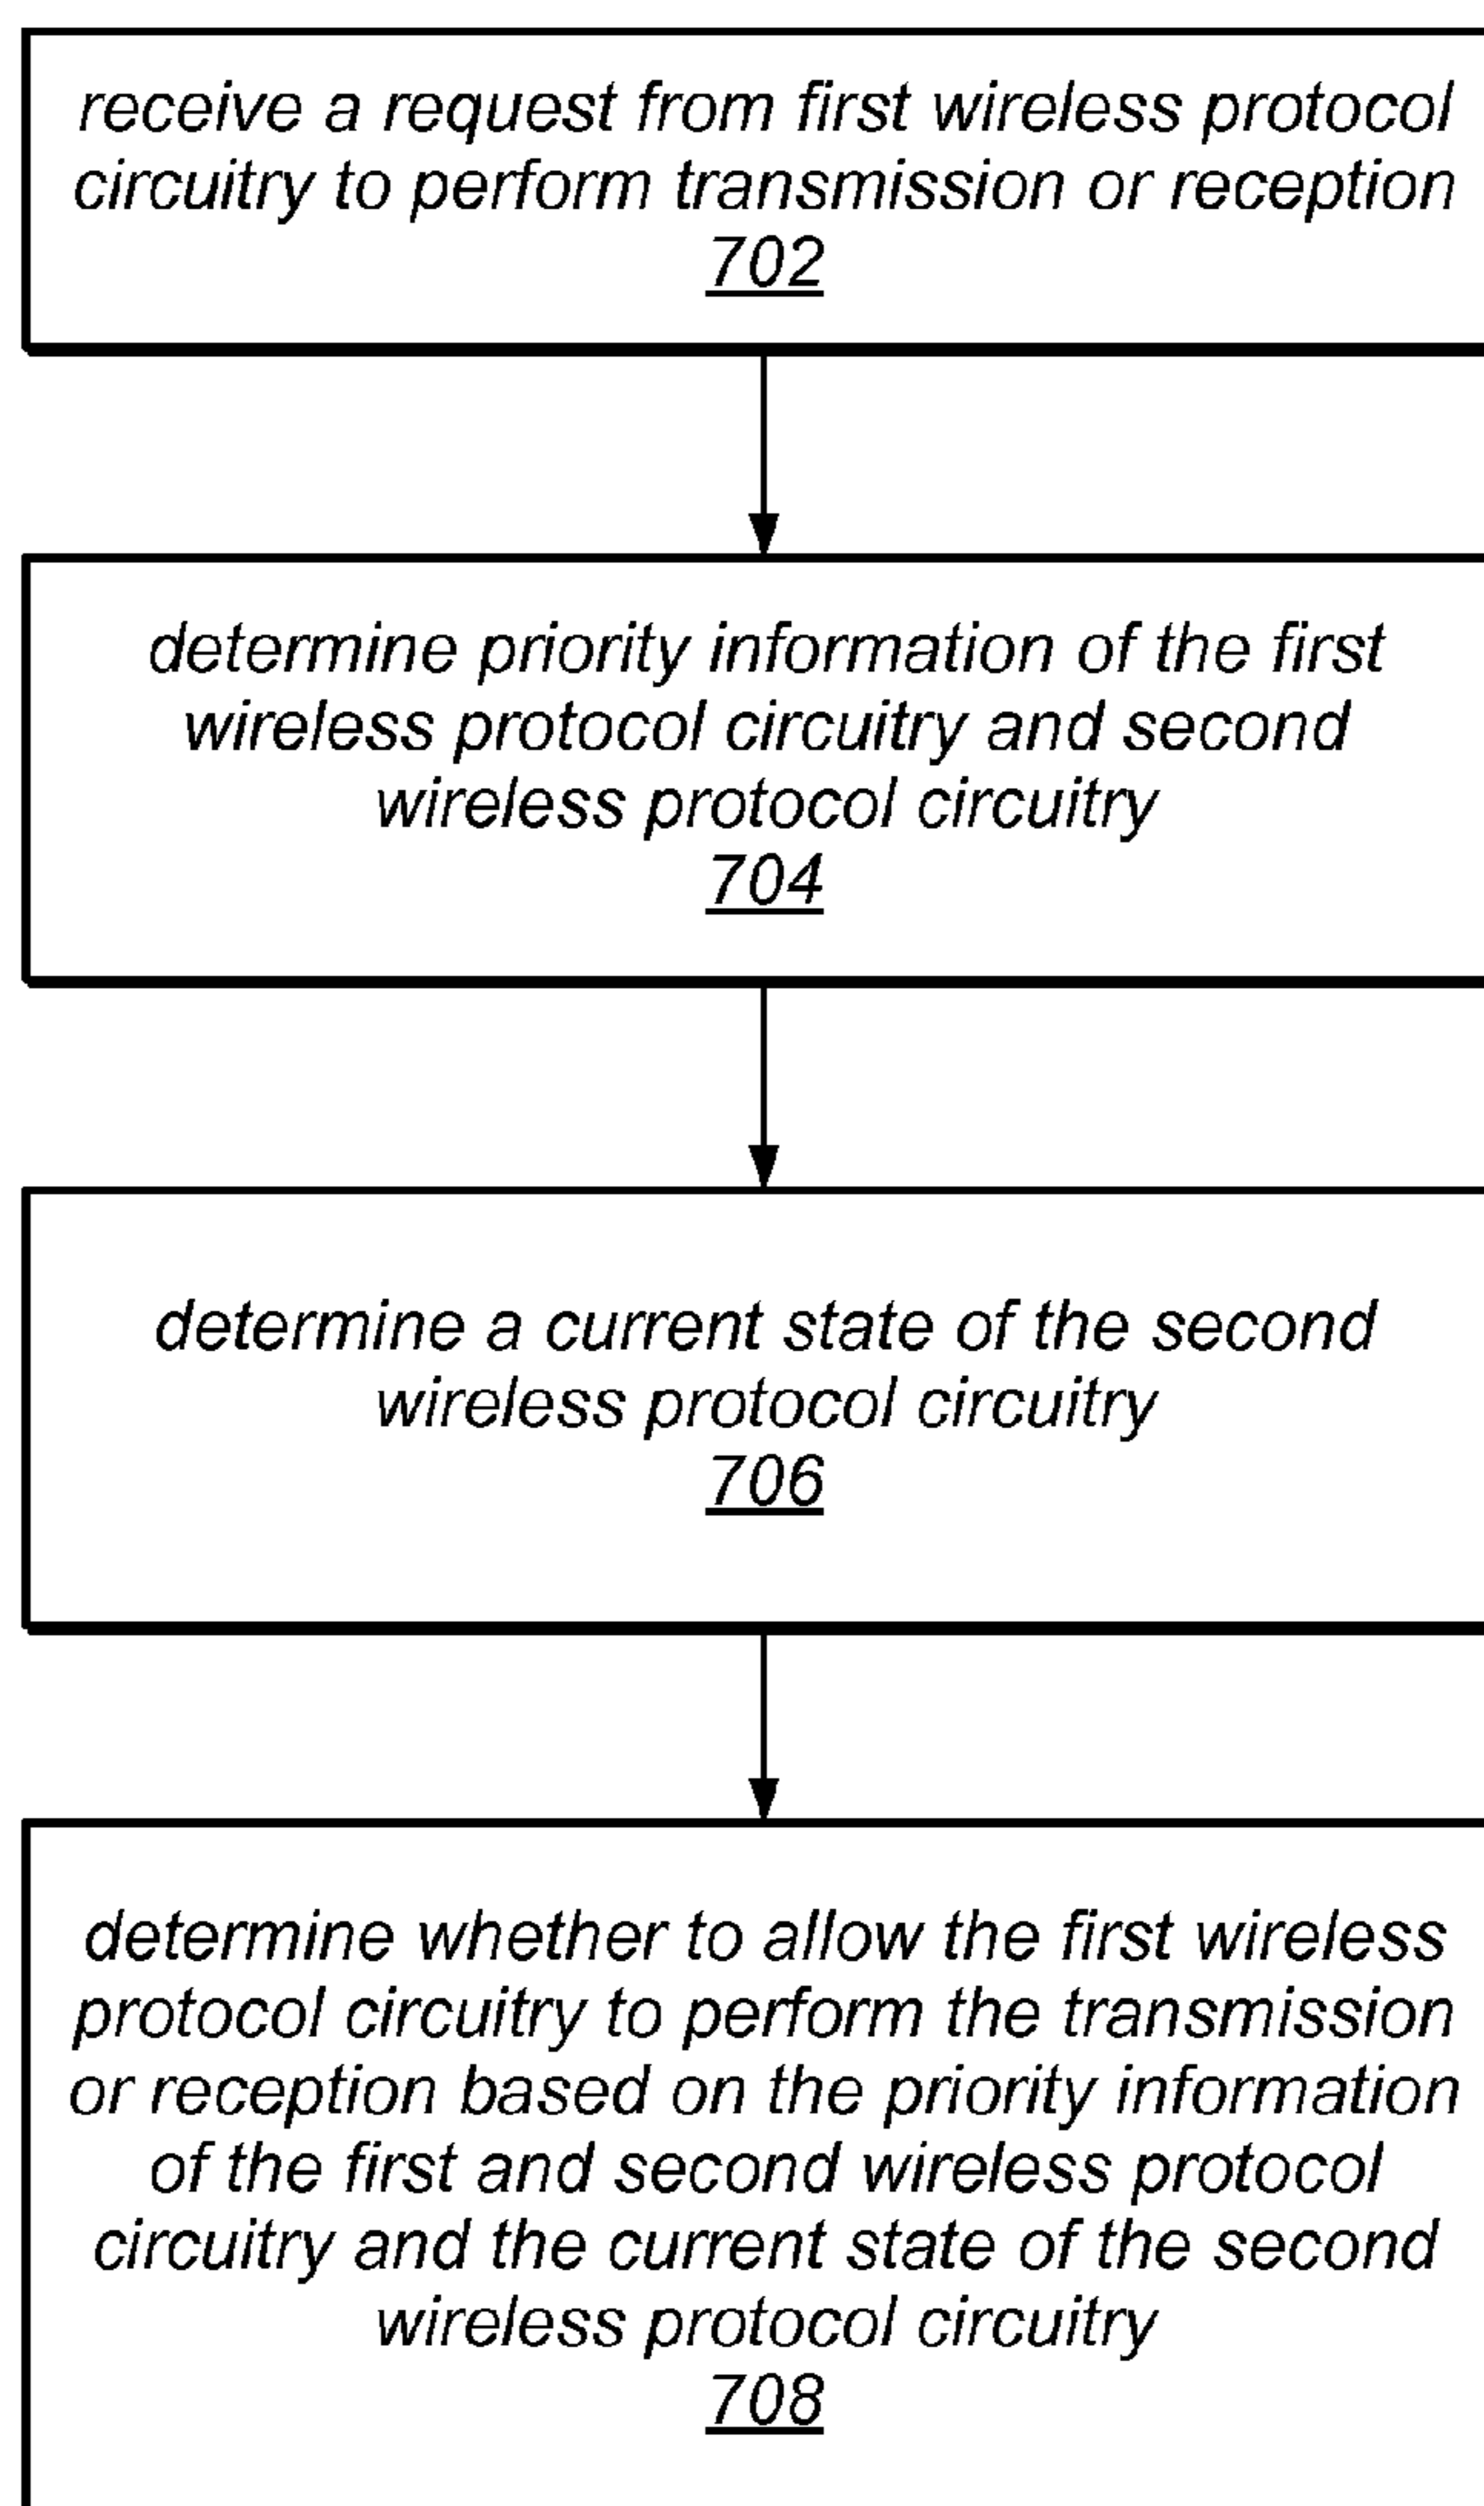 receive a request from first wireless protocol
circuitry to perform transmission or reception
702
determine priority information of the first
wireless protocol circuitry and second
wireless protocol circuitry
704
determine a current state of the second
wireless protocol circuitry
706
determine whether to allow the first wireless
protocol circuitry to perform the transmission
or reception based on the priority information
of the first and second wireless protocol
circuitry and the current state of the second
wireless protocol circuitry
708